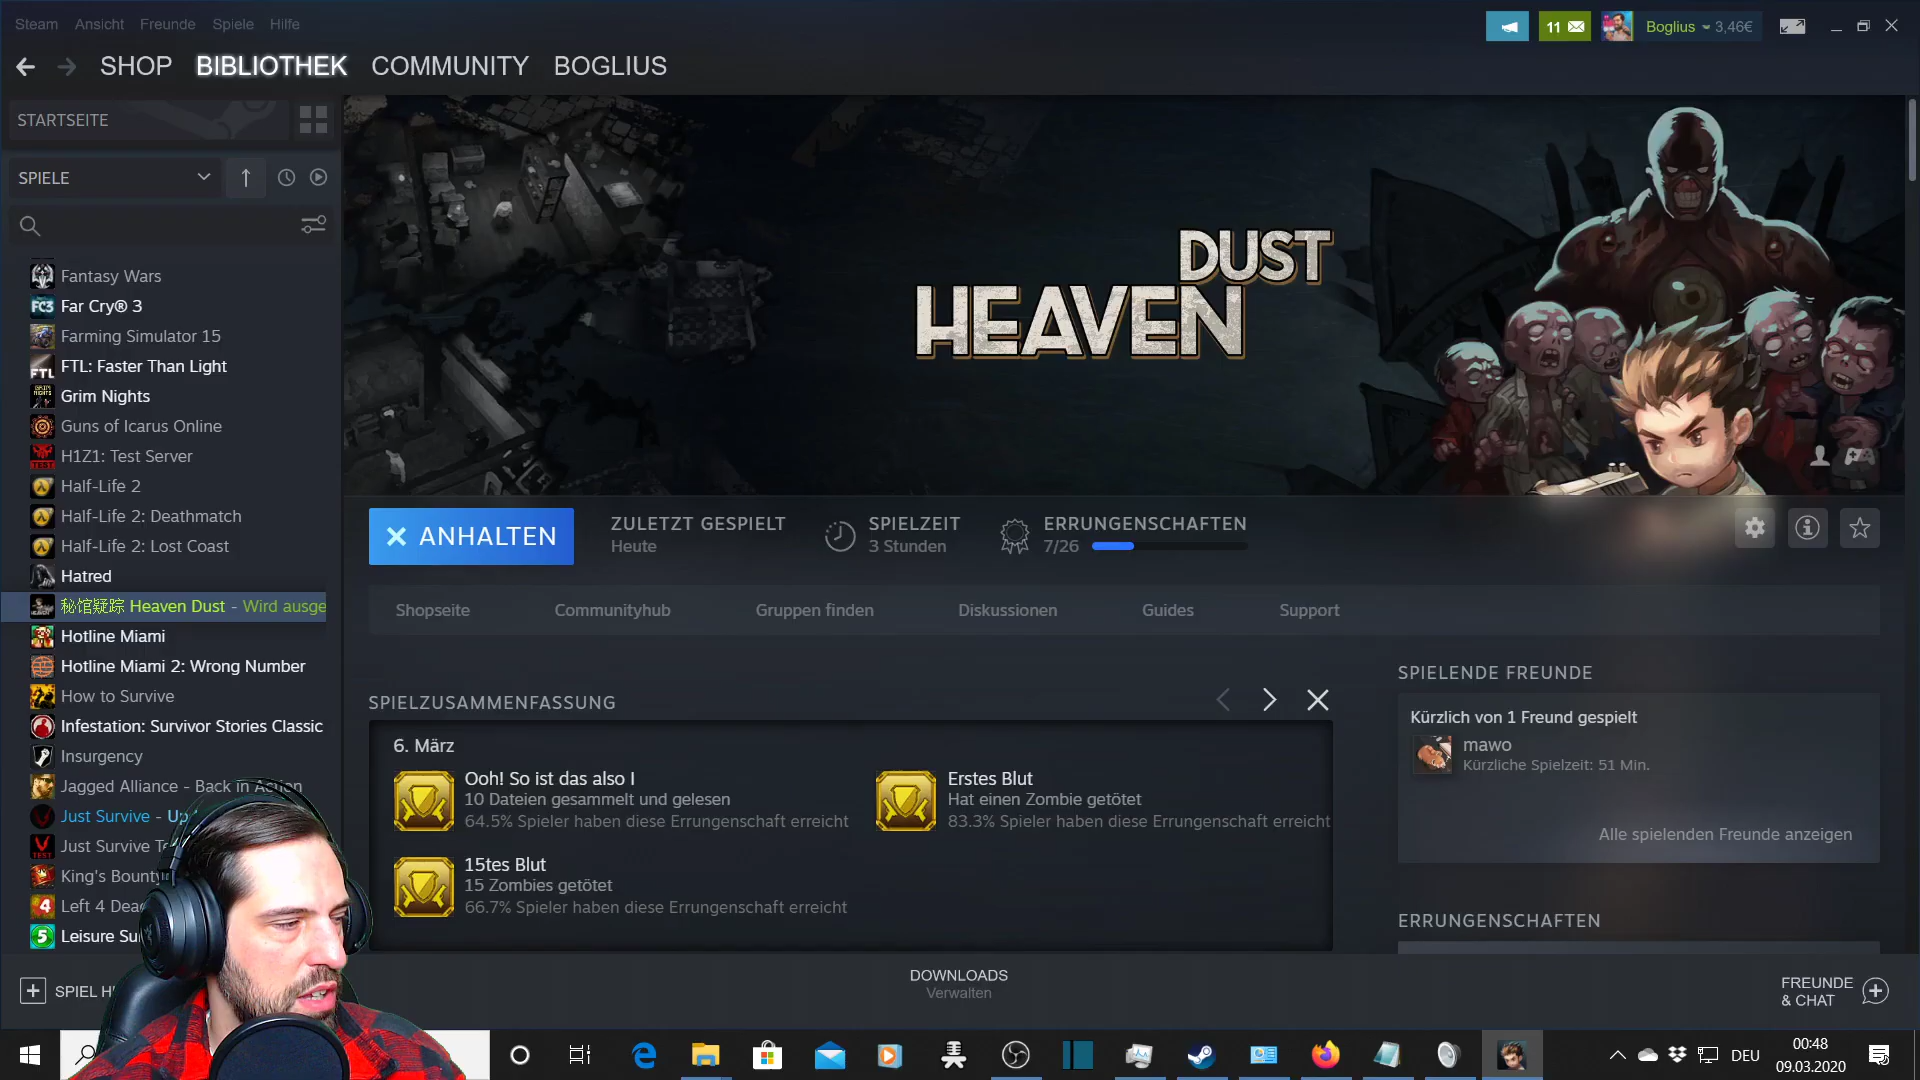 Steam Ansicht Freunde Spiele Hilfe
11 Boglius 3,46€
SHOP BIBLIOTHEK COMMUNITY BOGLIUS
STARTSEITE
SPIELE
Fantasy Wars
Far Cry® 3
Farming Simulator 15
FTL: Faster Than Light
Grim Nights
Guns of Icarus Online
H1Z1: Test Server
Half-Life 2
Half-Life 2: Deathmatch
Half-Life 2: Lost Coast
Hatred
秘馆疑踪 Heaven Dust - Wird ausge
Hotline Miami
Hotline Miami 2: Wrong Number
How to Survive
Infestation: Survivor Stories Classic
Insurgency
Jagged Alliance - Back in Action
Just Survive - Up
Just Survive Te
King's Bounty
Left 4 Dead
Leisure Su
SPIEL H
DUST
HEAVEN
ANHALTEN
ZULETZT GESPIELT
Heute
SPIELZEIT
3 Stunden
ERRUNGENSCHAFTEN
7/26
Shopseite Communityhub Gruppen finden Diskussionen Guides Support
SPIELZUSAMMENFASSUNG
6. März
Ooh! So ist das also I
10 Dateien gesammelt und gelesen
64.5% Spieler haben diese Errungenschaft erreicht
Erstes Blut
Hat einen Zombie getötet
83.3% Spieler haben diese Errungenschaft erreicht
15tes Blut
15 Zombies getötet
66.7% Spieler haben diese Errungenschaft erreicht
SPIELENDE FREUNDE
Kürzlich von 1 Freund gespielt
mawo
Kürzliche Spielzeit: 51 Min.
Alle spielenden Freunde anzeigen
ERRUNGENSCHAFTEN
DOWNLOADS
Verwalten
FREUNDE
& CHAT
DEU
00:48
09.03.2020